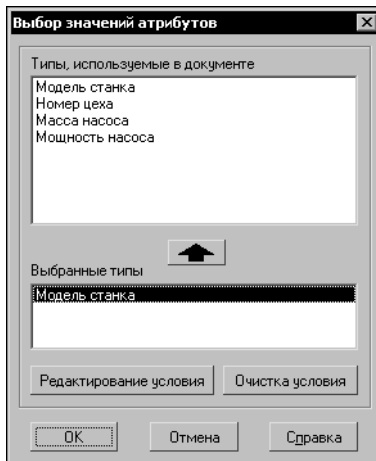 Выбор значений атрибутов
Типы, используемые в документе
Модель станка
Номер цеха
Масса насоса
Мощность насоса
Выбранные типы
Модель станка
Редактирование условия
Очистка условия
OK
Отмена
Справка